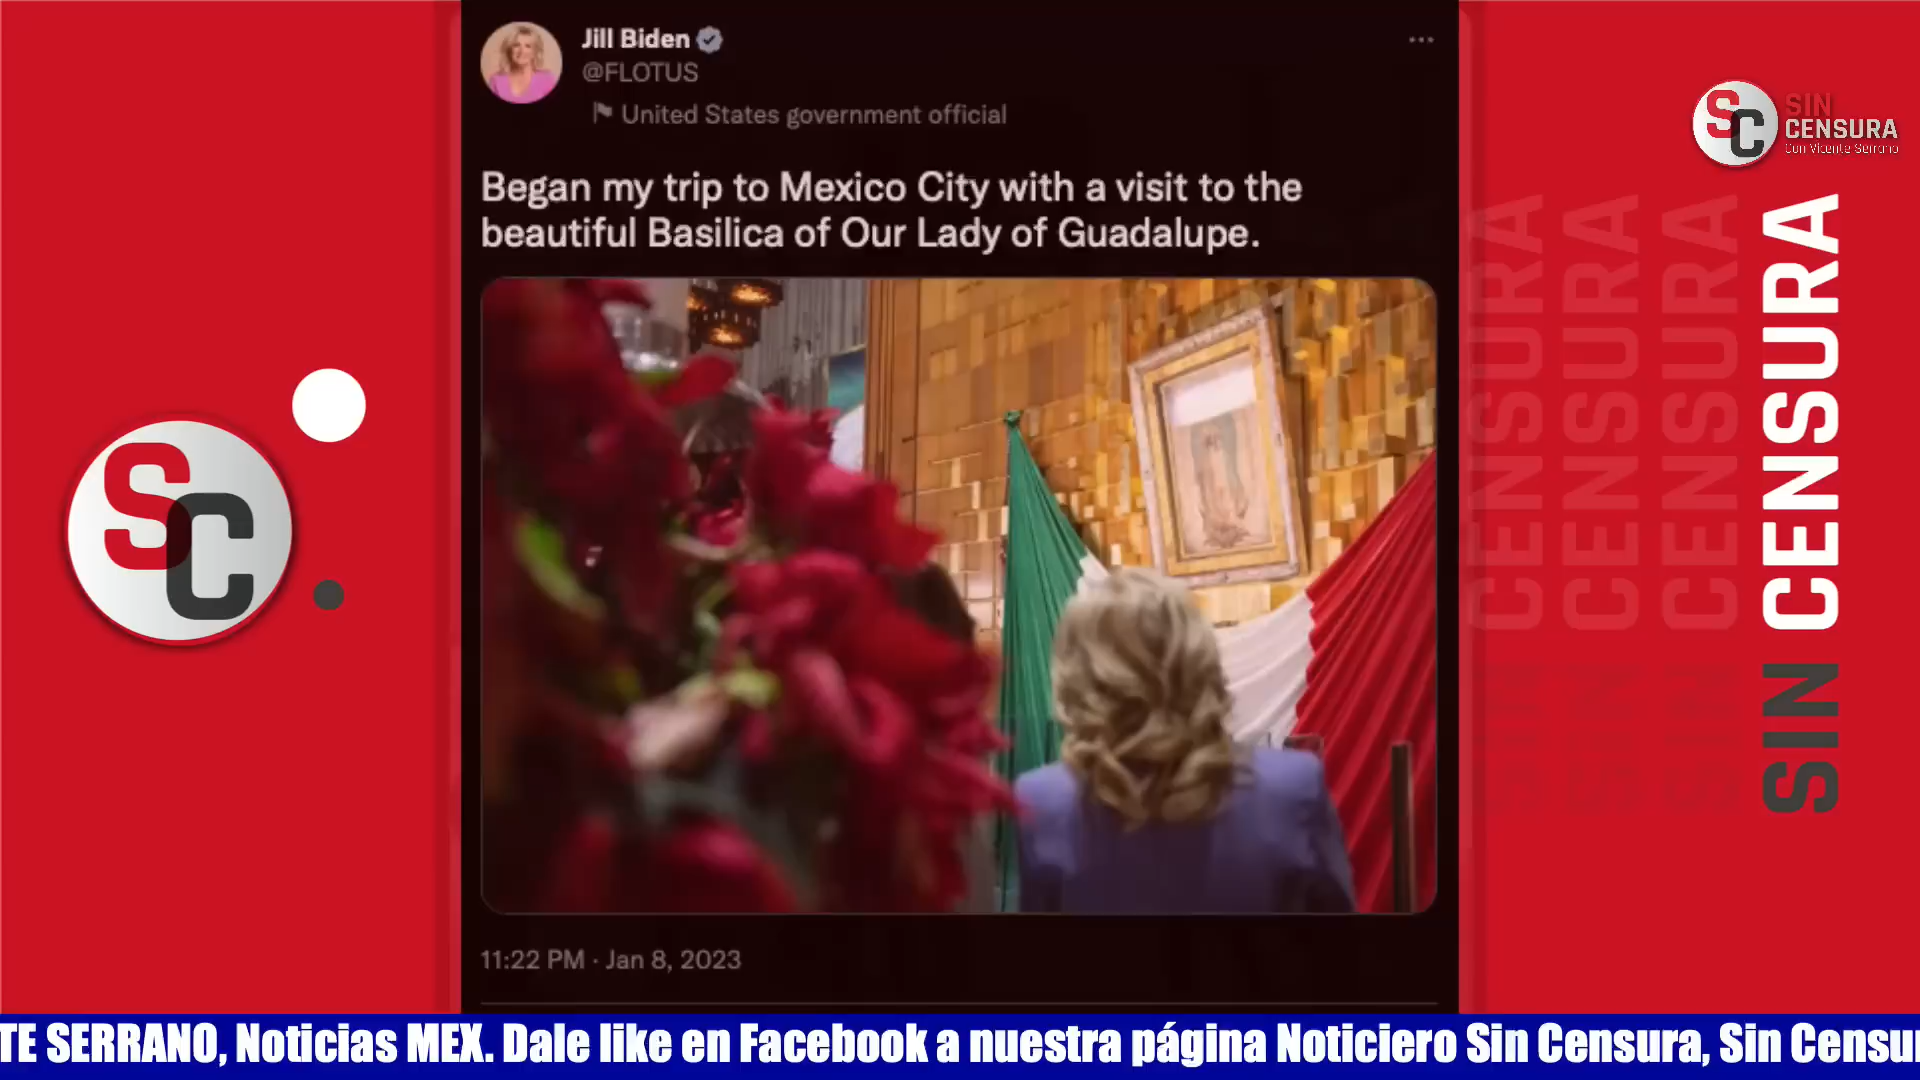 Jill Biden
@FLOTUS
United States government official
Began my trip to Mexico City with a visit to the
beautiful Basilica of Our Lady of Guadalupe.
11:22 PM · Jan 8, 2023
SC
SC
SIN
CENSURA
Con Vicente Serrano
SIN CENSURA
SIN CENSURA
SIN CENSURA
SIN CENSURA
TE SERRANO, Noticias MEX. Dale like en Facebook a nuestra página Noticiero Sin Censura, Sin Censu